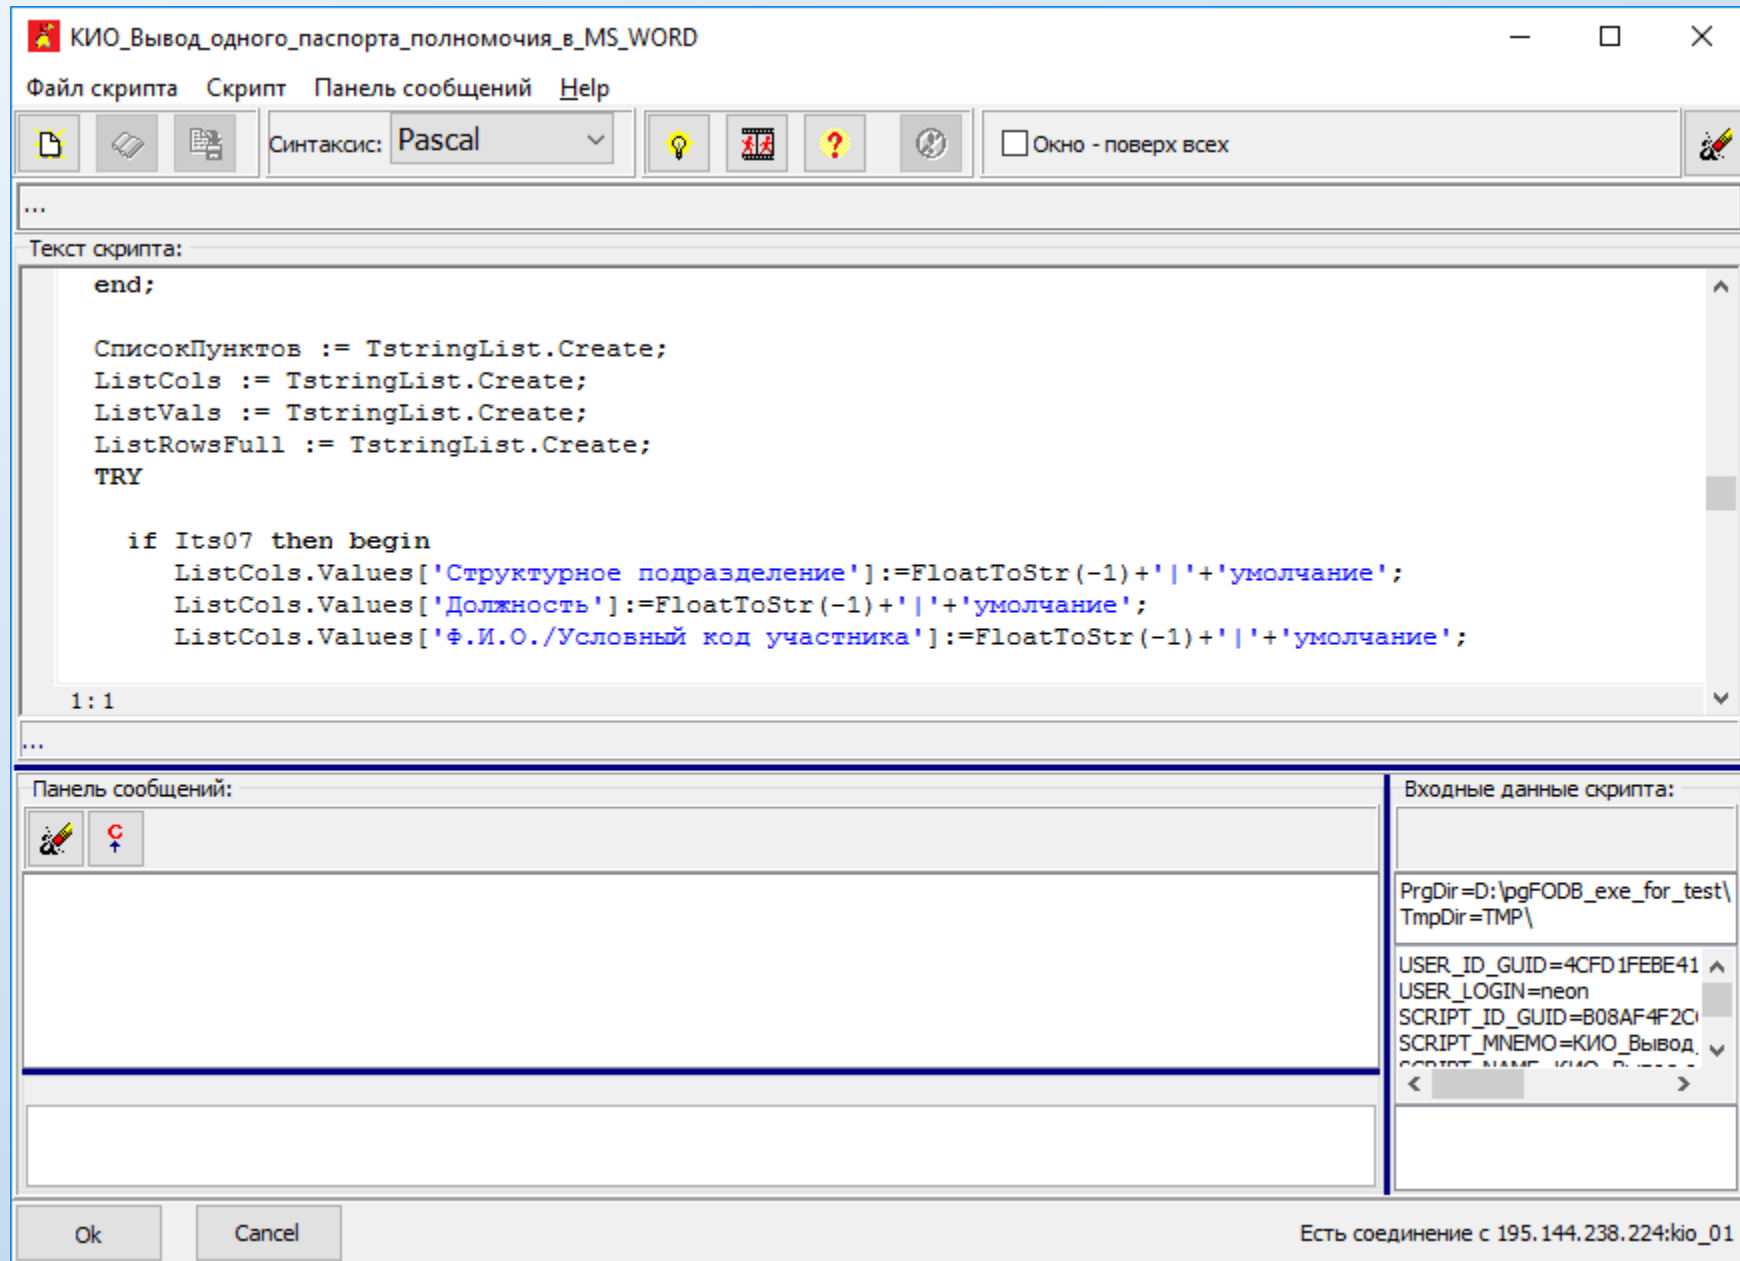 КИО_Вывод_одного_паспорта_полномочия_в_MS_WORD
Файл скрипта Скрипт Панель сообщений Help
Синтаксис: Pascal Окно - поверх всех
...
Текст скрипта:
end;
СписокПунктов := TstringList.Create;
ListCols := TstringList.Create;
ListVals := TstringList.Create;
ListRowsFull := TstringList.Create;
TRY
if Its07 then begin
ListCols.Values['Структурное подразделение']:=FloatToStr(-1)+'|'+'умолчание';
ListCols.Values['Должность']:=FloatToStr(-1)+'|'+'умолчание';
ListCols.Values['Ф.И.О./Условный код участника']:=FloatToStr(-1)+'|'+'умолчание';
1: 1
...
Панель сообщений:
Входные данные скрипта:
PrgDir=D:\pgFODB_exe_for_test\
TmpDir=TMP\
USER_ID_GUID=4CFD1FEBE41
USER_LOGIN=neon
SCRIPT_ID_GUID=B08AF4F2C
SCRIPT_MNEMO=КИО_Вывод_
Ok Cancel Есть соединение с 195.144.238.224:kio_01